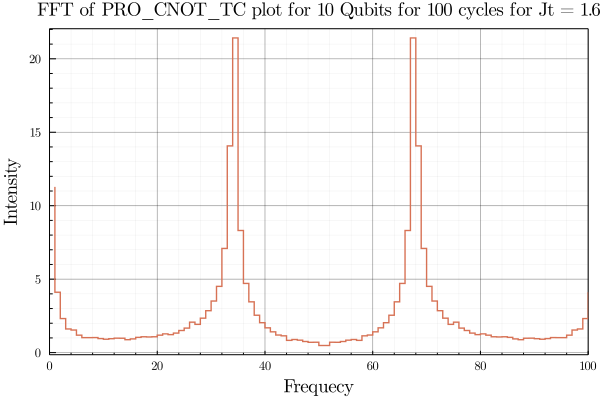 FFT of PRO_CNOT_TC plot for 10 Qubits for 100 cycles for Jt = 1.6
Intensity
20
15
10
5
0
0 20 40 60 80 100
Frequecy